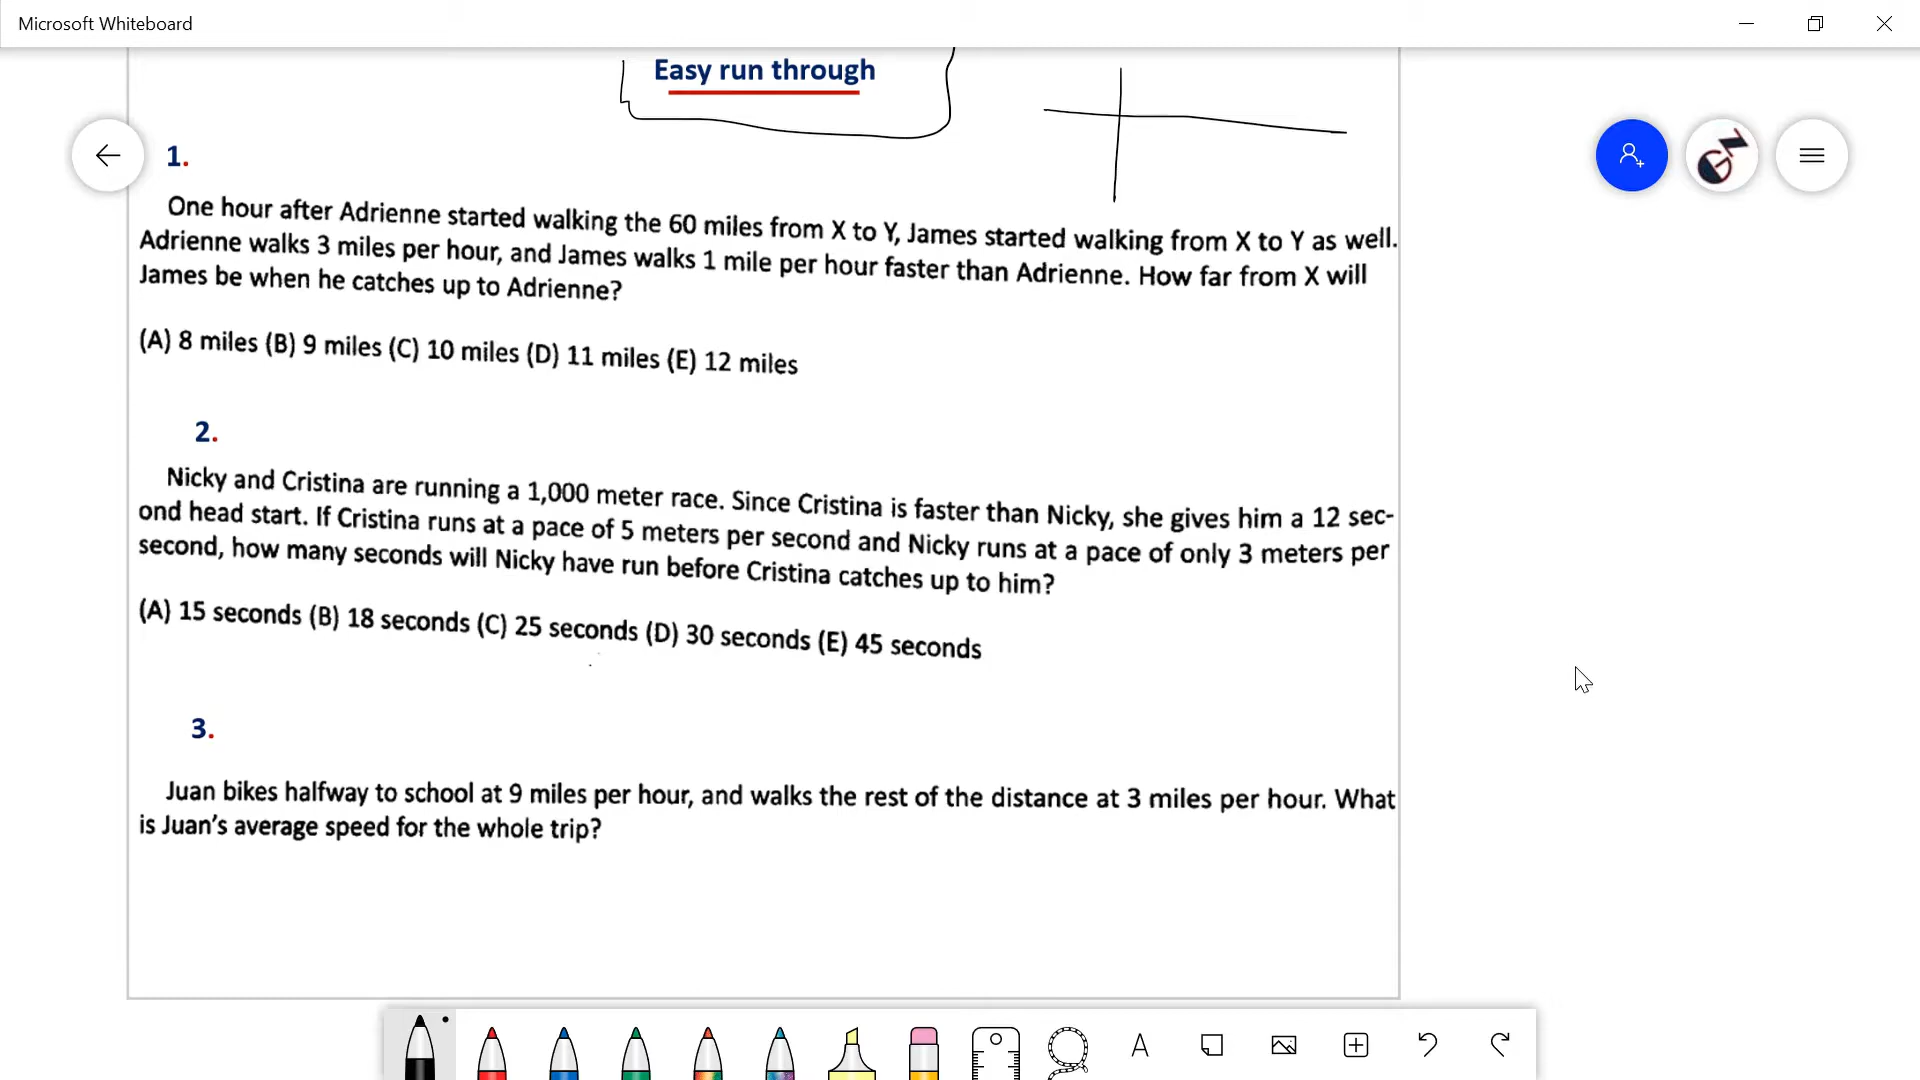 Microsoft Whiteboard
Easy run through
1.
One hour after Adrienne started walking the 60 miles from X to Y, James started walking from X to Y as well.
Adrienne walks 3 miles per hour, and James walks 1 mile per hour faster than Adrienne. How far from X will
James be when he catches up to Adrienne?
(A) 8 miles (B) 9 miles (C) 10 miles (D) 11 miles (E) 12 miles
2.
Nicky and Cristina are running a 1,000 meter race. Since Cristina is faster than Nicky, she gives him a 12 sec-
ond head start. If Cristina runs at a pace of 5 meters per second and Nicky runs at a pace of only 3 meters per
second, how many seconds will Nicky have run before Cristina catches up to him?
(A) 15 seconds (B) 18 seconds (C) 25 seconds (D) 30 seconds (E) 45 seconds
3.
Juan bikes halfway to school at 9 miles per hour, and walks the rest of the distance at 3 miles per hour. What
is Juan's average speed for the whole trip?